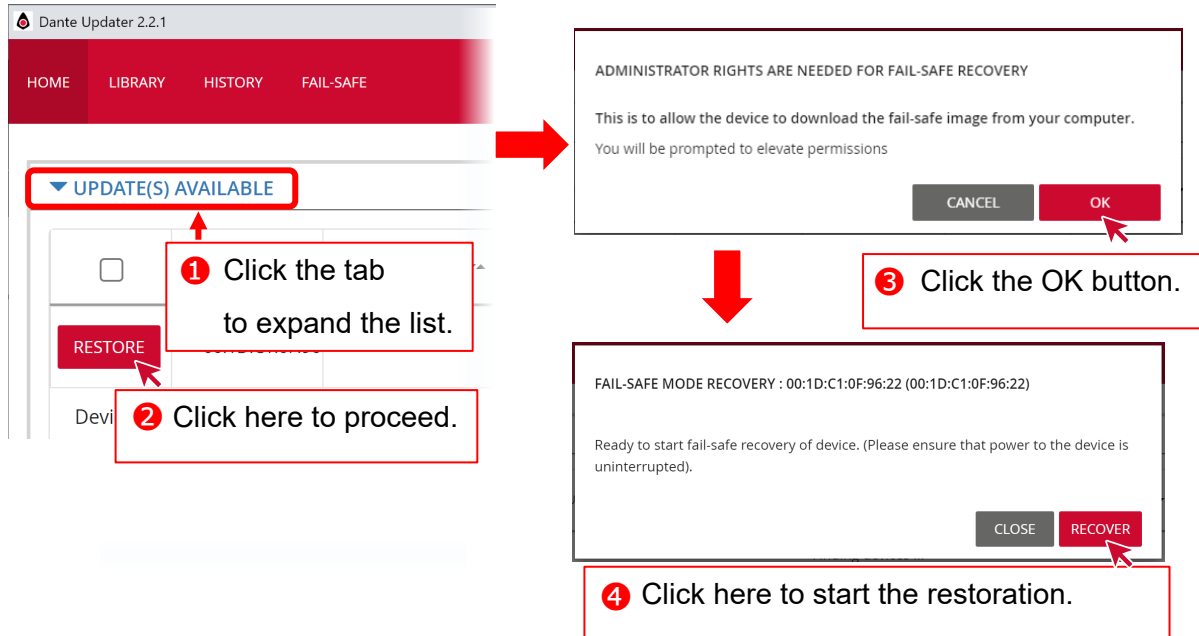 Dante Updater 2.2.1
HOME LIBRARY HISTORY FAIL-SAFE
UPDATE(S) AVAILABLE
❶ Click the tab
to expand the list.
RESTORE
❷ Click here to proceed.
Devi
ADMINISTRATOR RIGHTS ARE NEEDED FOR FAIL-SAFE RECOVERY
This is to allow the device to download the fail-safe image from your computer.
You will be prompted to elevate permissions
CANCEL OK
❸ Click the OK button.
FAIL-SAFE MODE RECOVERY : 00:1D:C1:0F:96:22 (00:1D:C1:0F:96:22)
Ready to start fail-safe recovery of device. (Please ensure that power to the device is
uninterrupted).
CLOSE RECOVER
❹ Click here to start the restoration.